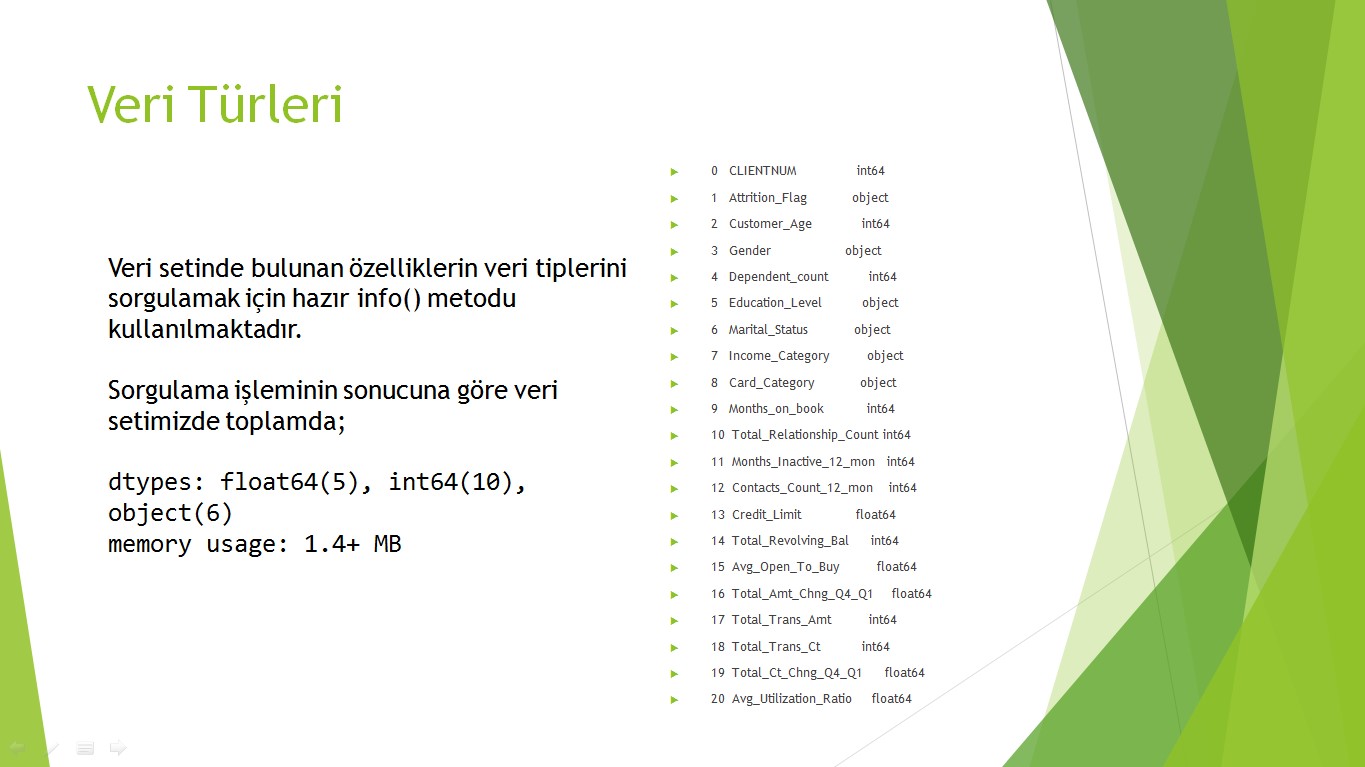 Veri Türleri
Veri setinde bulunan özelliklerin veri tiplerini
sorgulamak için hazır info() metodu
kullanılmaktadır.
Sorgulama işleminin sonucuna göre veri
setimizde toplamda;
dtypes: float64(5), int64(10),
object(6)
memory usage: 1.4+ MB
0 CLIENTNUM int64
1 Attrition_Flag object
2 Customer_Age int64
3 Gender object
4 Dependent_count int64
5 Education_Level object
6 Marital_Status object
7 Income_Category object
8 Card_Category object
9 Months_on_book int64
10 Total_Relationship_Count int64
11 Months_Inactive_12_mon int64
12 Contacts_Count_12_mon int64
13 Credit_Limit float64
14 Total_Revolving_Bal int64
15 Avg_Open_To_Buy float64
16 Total_Amt_Chng_Q4_Q1 float64
17 Total_Trans_Amt int64
18 Total_Trans_Ct int64
19 Total_Ct_Chng_Q4_Q1 float64
20 Avg_Utilization_Ratio float64